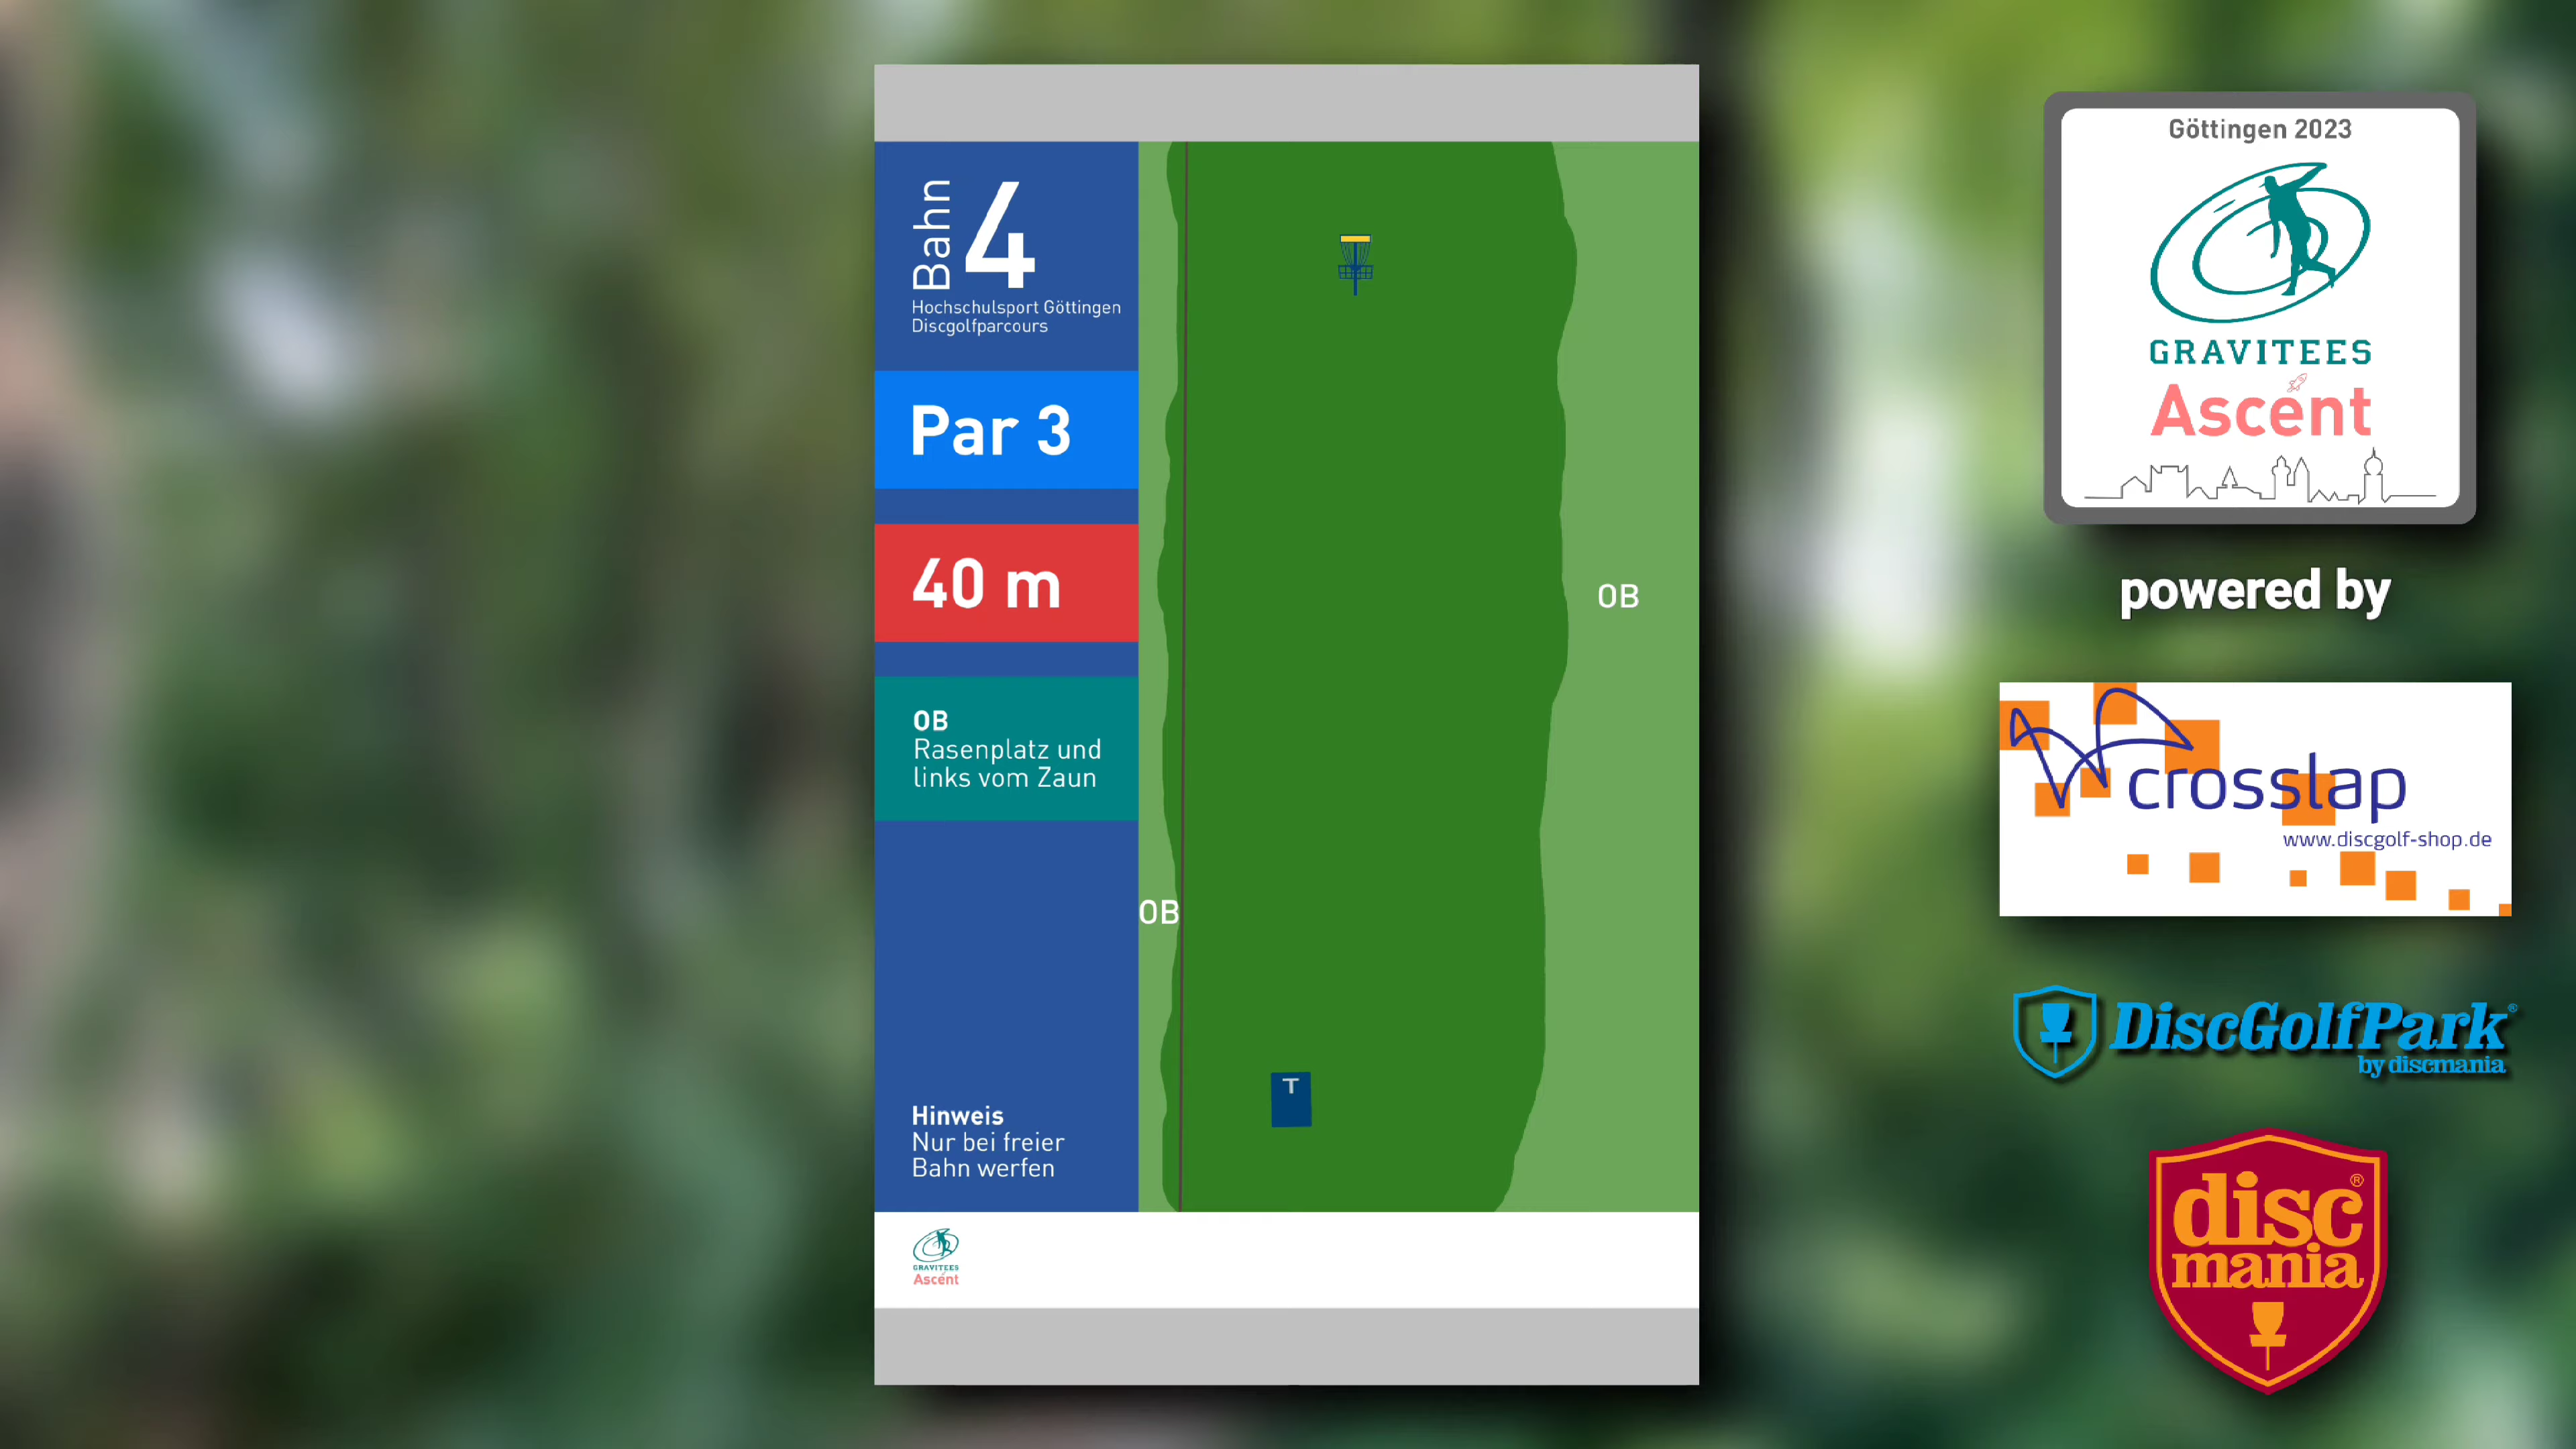 Bahn 4
Hochschulsport Göttingen
Discgolfparcours
Par 3
40 m
OB
Rasenplatz und
links vom Zaun
Hinweis
Nur bei freier
Bahn werfen
OB
OB
T
GRAVITEES
Ascent
Göttingen 2023
GRAVITEES
Ascent
powered by
crosslap
www.discgolf-shop.de
DiscGolfPark®
by discmania
disc®
mania